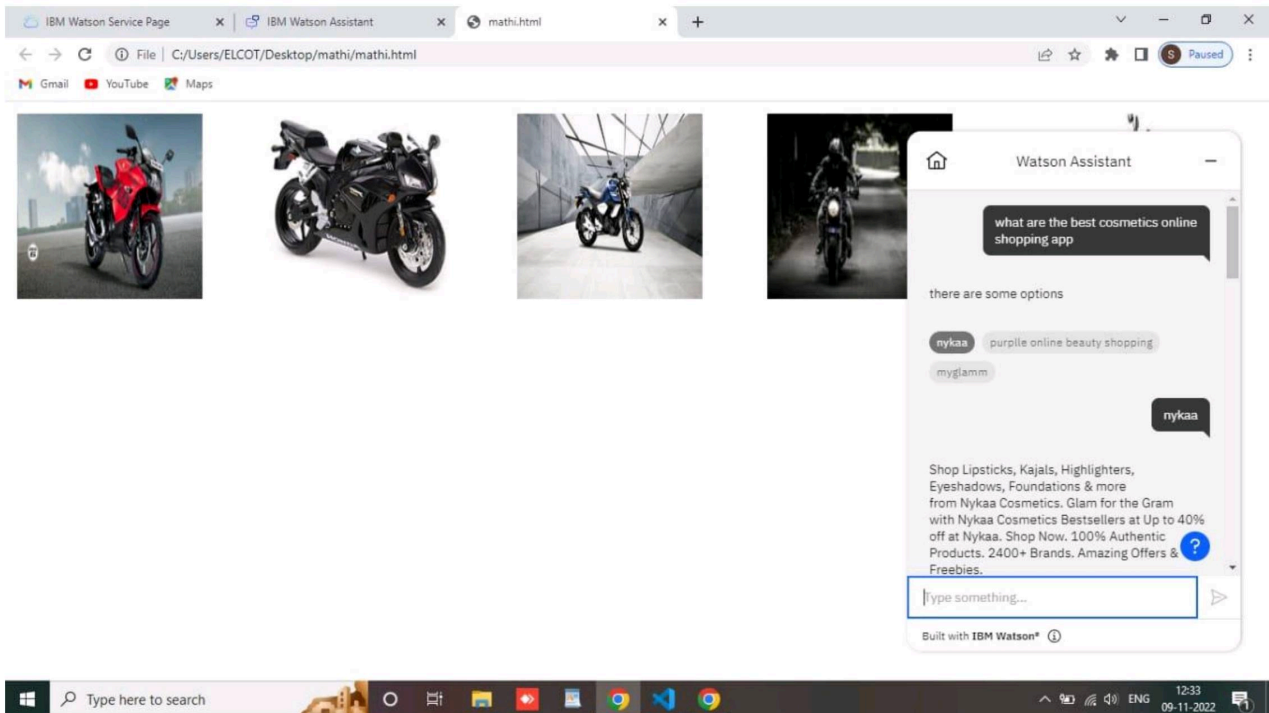 IBM Watson Service Page
IBM Watson Assistant
mathi.html
File | C:/Users/ELCOT/Desktop/mathi/mathi.html
S Paused
Gmail YouTube Maps
HONDA
Watson Assistant
what are the best cosmetics online
shopping app
there are some options
nykaa purplle online beauty shopping
myglamm
nykaa
Shop Lipsticks, Kajals, Highlighters,
Eyeshadows, Foundations & more
from Nykaa Cosmetics. Glam for the Gram
with Nykaa Cosmetics Bestsellers at Up to 40%
off at Nykaa. Shop Now. 100% Authentic
Products. 2400+ Brands. Amazing Offers &
Freebies.
?
Type something...
Built with IBM Watson®
Type here to search
ENG
12:33
09-11-2022
1